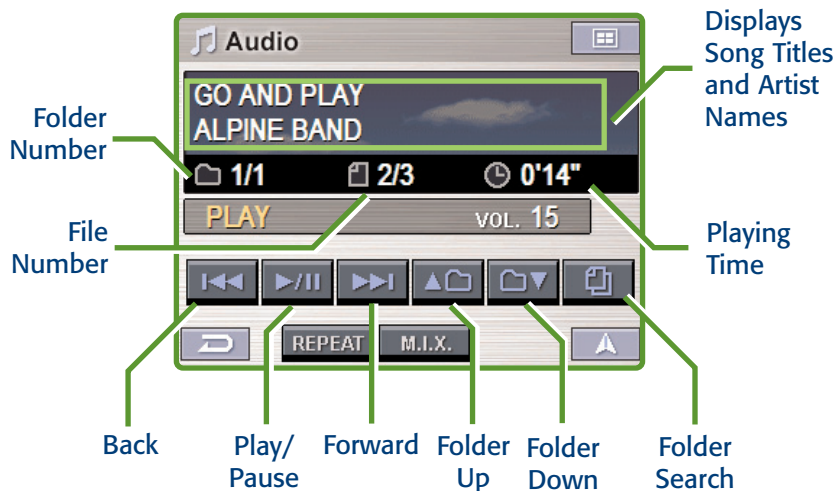 Audio
Displays
Song Titles
and Artist
Names
GO AND PLAY
ALPINE BAND
Folder
Number
1/1
2/3
0'14"
PLAY
VOL. 15
File
Number
Playing
Time
REPEAT
M.I.X.
Back
Play/
Pause
Forward
Folder
Up
Folder
Down
Folder
Search